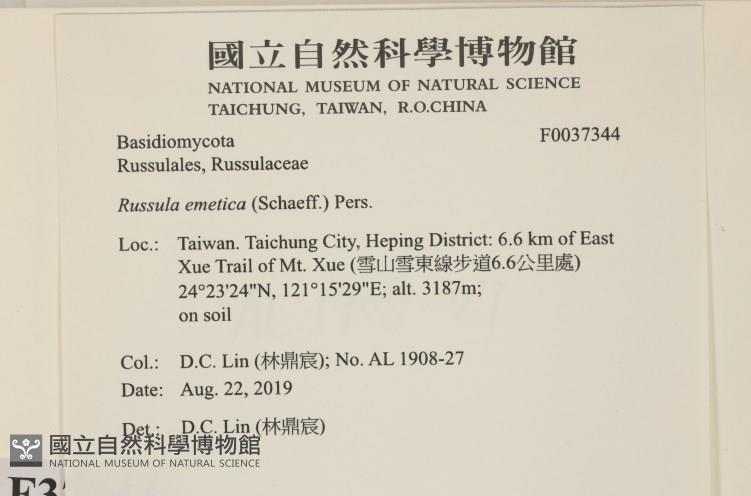 國立自然科學博物館
NATIONAL MUSEUM OF NATURAL SCIENCE
TAICHUNG, TAIWAN, R.O.CHINA
Basidiomycota F0037344
Russulales, Russulaceae
Russula emetica (Schaeff.) Pers.
Loc.: Taiwan. Taichung City, Heping District: 6.6 km of East
Xue Trail of Mt. Xue (雪山雪東線步道6.6公里處)
24°23'24"N, 121°15'29"E; alt. 3187m;
on soil
AL 1908-27
Col.: D.C. Lin (林鼎宸); No. AL 1908-27
Date: Aug. 22, 2019
Det.: D.C. Lin (林鼎宸)
國立自然科學博物館
NATIONAL MUSEUM OF NATURAL SCIENCE